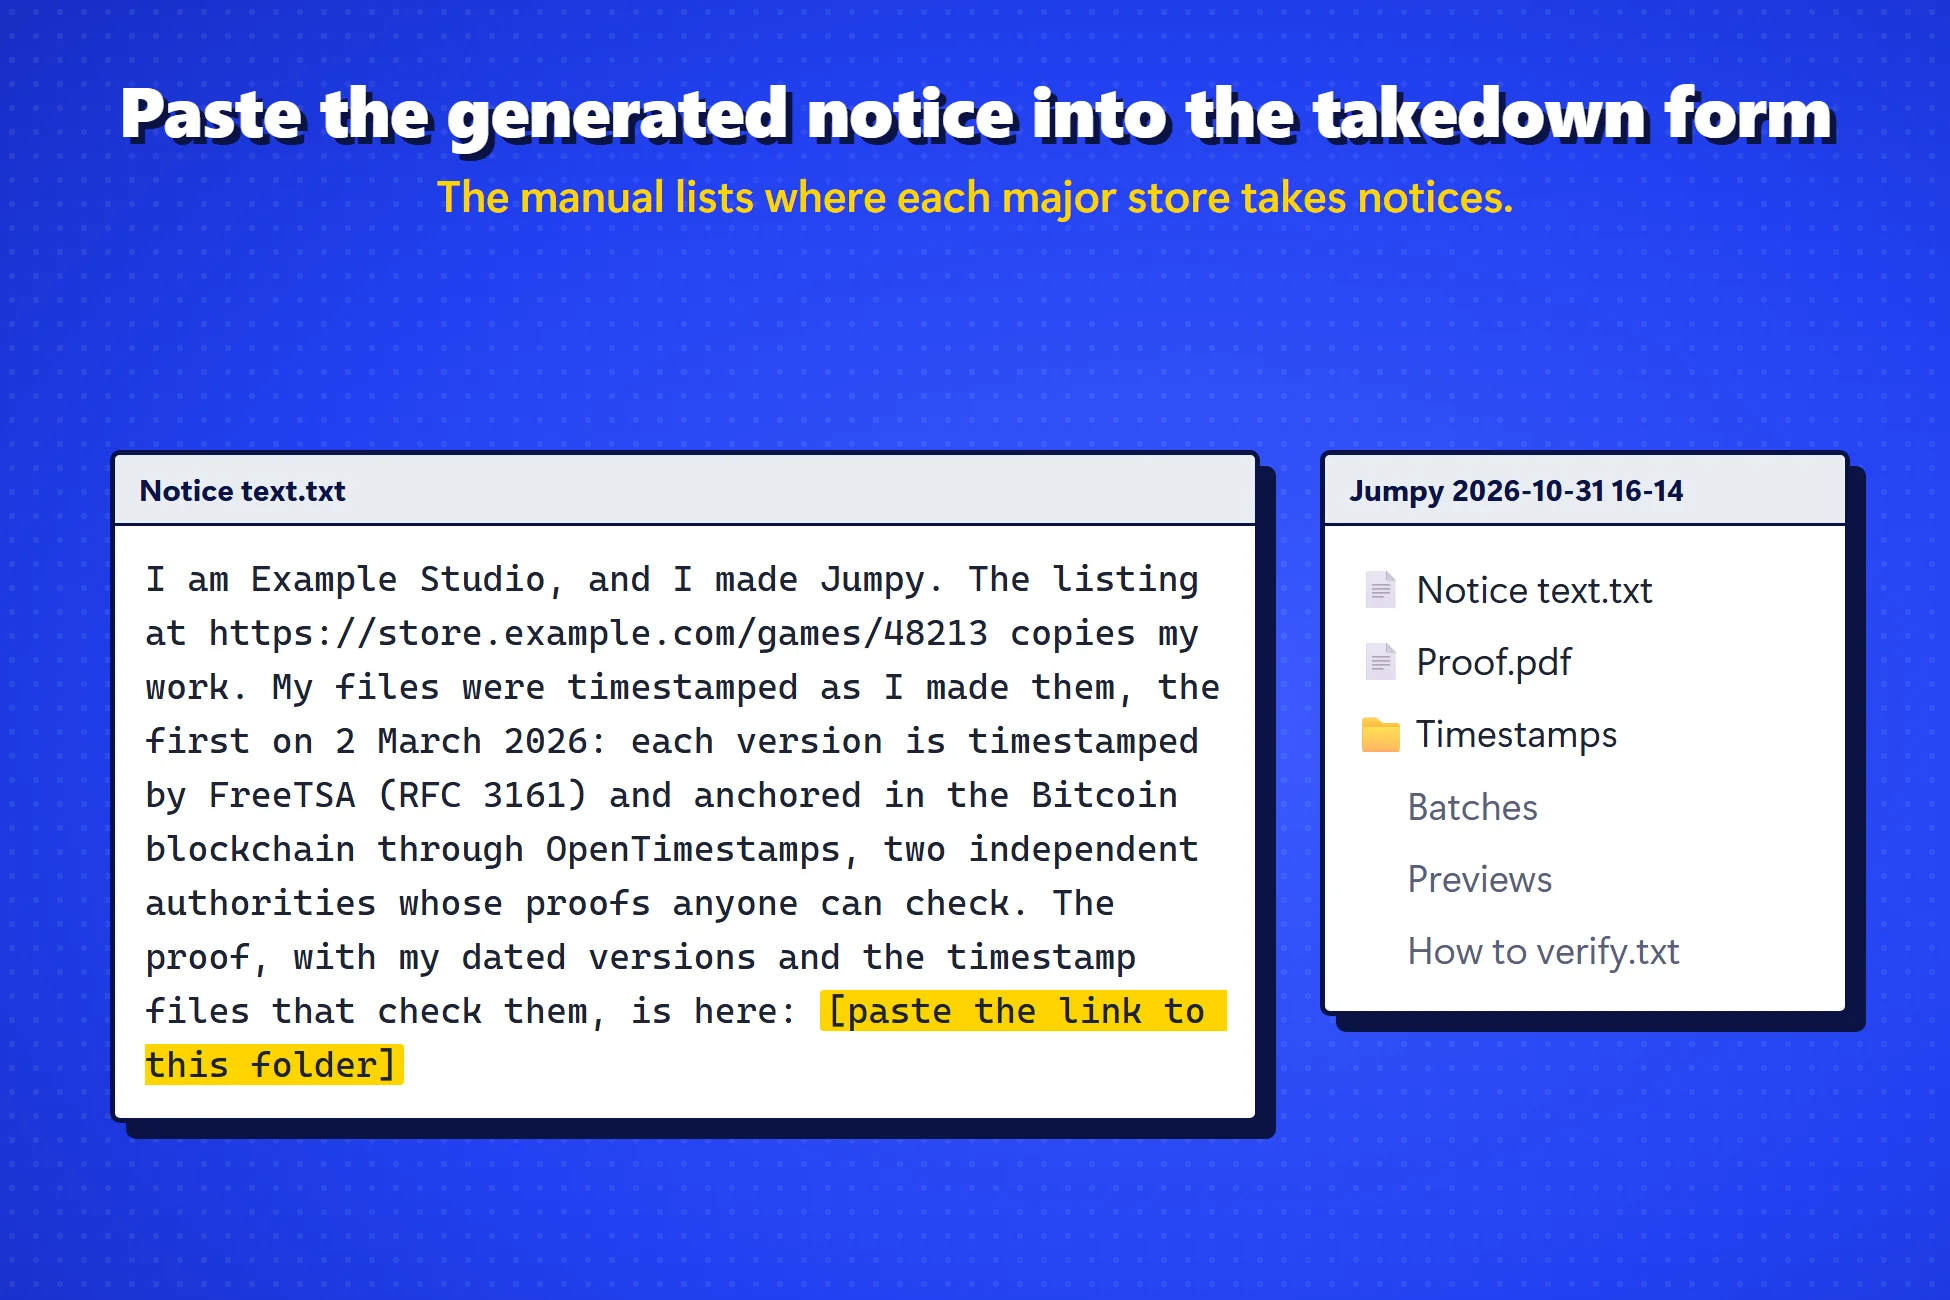 Paste the generated notice into the takedown form
The manual lists where each major store takes notices.
Notice text.txt
I am Example Studio, and I made Jumpy. The listing
at https://store.example.com/games/48213 copies my
work. My files were timestamped as I made them, the
first on 2 March 2026: each version is timestamped
by FreeTSA (RFC 3161) and anchored in the Bitcoin
blockchain through OpenTimestamps, two independent
authorities whose proofs anyone can check. The
proof, with my dated versions and the timestamp
files that check them, is here: [paste the link to
this folder]
Jumpy 2026-10-31 16-14
Notice text.txt
Proof.pdf
Timestamps
Batches
Previews
How to verify.txt